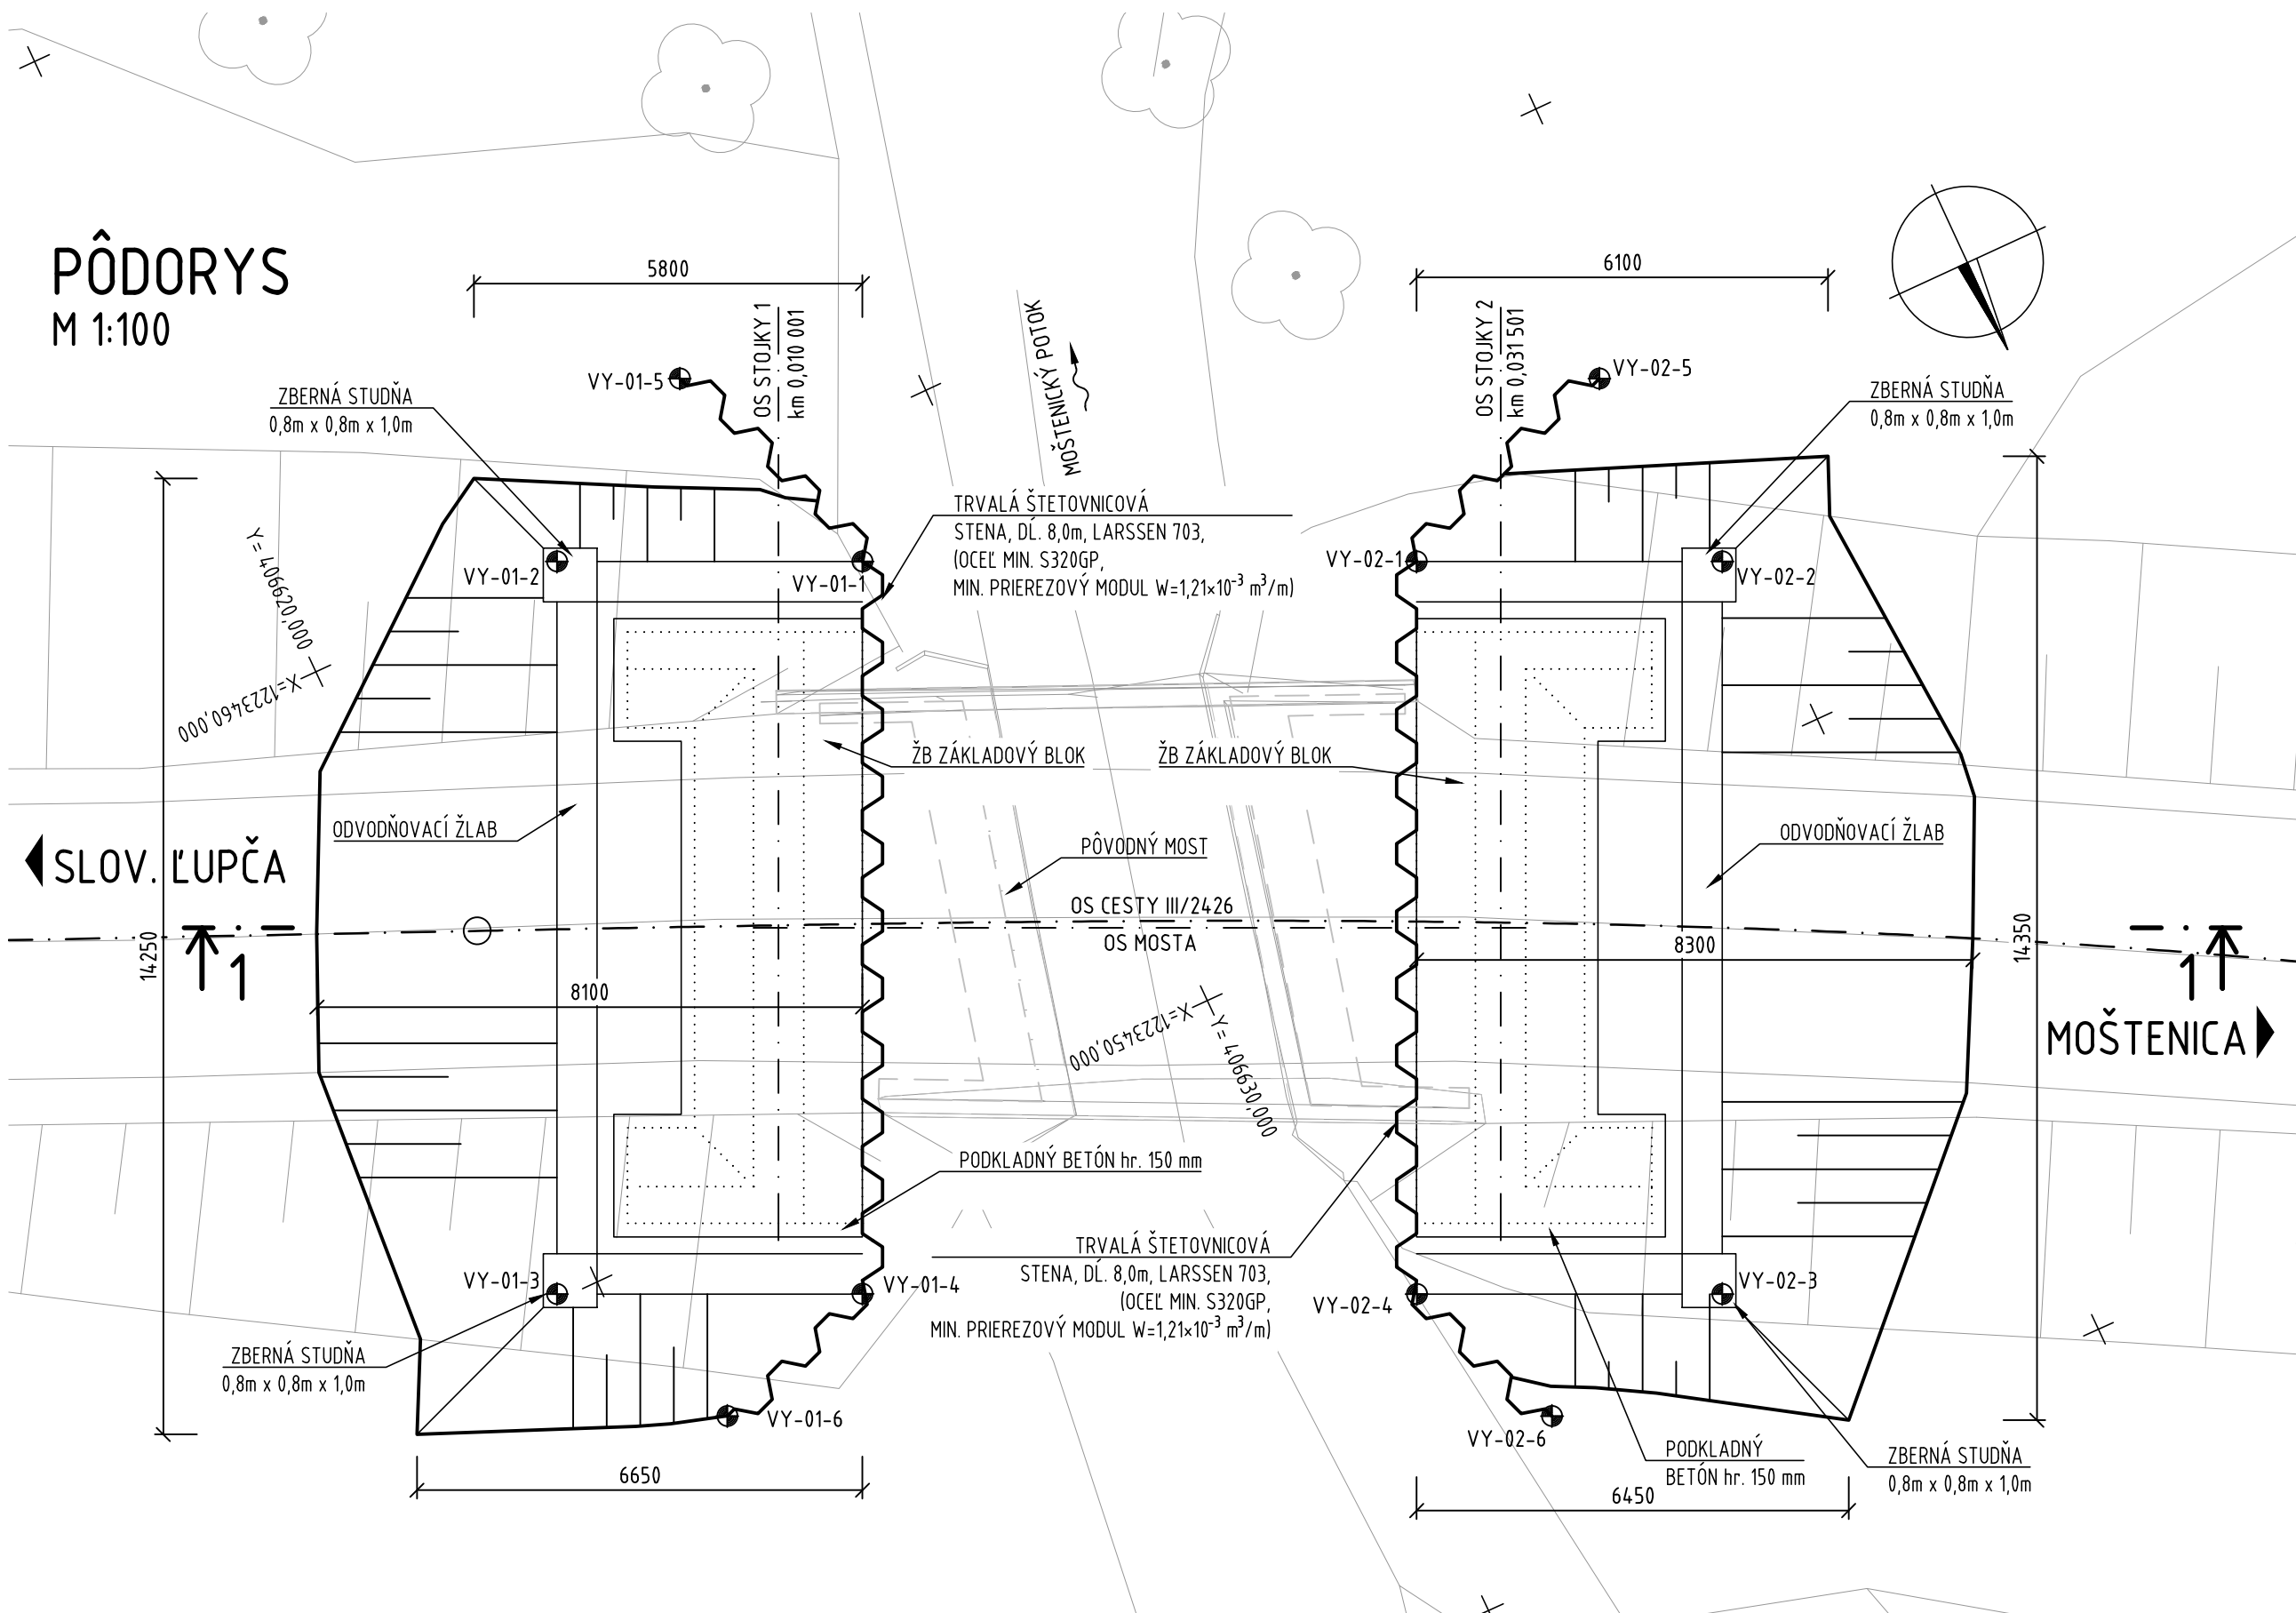 PÔDORYS
M 1:100
5800
6100
OS STOJKY 1
km 0,010 001
OS STOJKY 2
km 0,031 501
MOŠTENICKÝ POTOK
VY-01-5
VY-02-5
ZBERNÁ STUDŇA
0,8m x 0,8m x 1,0m
ZBERNÁ STUDŇA
0,8m x 0,8m x 1,0m
TRVALÁ ŠTETOVNICOVÁ
STENA, DĹ. 8,0m, LARSSEN 703,
(OCEĽ MIN. S320GP,
MIN. PRIEREZOVÝ MODUL W=1,21×10⁻³ m³/m)
VY-01-2
VY-01-1
VY-02-1
VY-02-2
Y= 406620,000
X=1223460,000
ŽB ZÁKLADOVÝ BLOK
ŽB ZÁKLADOVÝ BLOK
ODVODŇOVACÍ ŽLAB
ODVODŇOVACÍ ŽLAB
PÔVODNÝ MOST
SLOV. ĽUPČA
OS CESTY III/2426
OS MOSTA
14250
1
8100
8300
14350
1
MOŠTENICA
X=1223450,000
Y= 406630,000
PODKLADNÝ BETÓN hr. 150 mm
TRVALÁ ŠTETOVNICOVÁ
STENA, DĹ. 8,0m, LARSSEN 703,
(OCEĽ MIN. S320GP,
MIN. PRIEREZOVÝ MODUL W=1,21×10⁻³ m³/m)
VY-01-3
VY-01-4
VY-02-4
VY-02-3
ZBERNÁ STUDŇA
0,8m x 0,8m x 1,0m
VY-01-6
VY-02-6
PODKLADNÝ
BETÓN hr. 150 mm
ZBERNÁ STUDŇA
0,8m x 0,8m x 1,0m
6650
6450